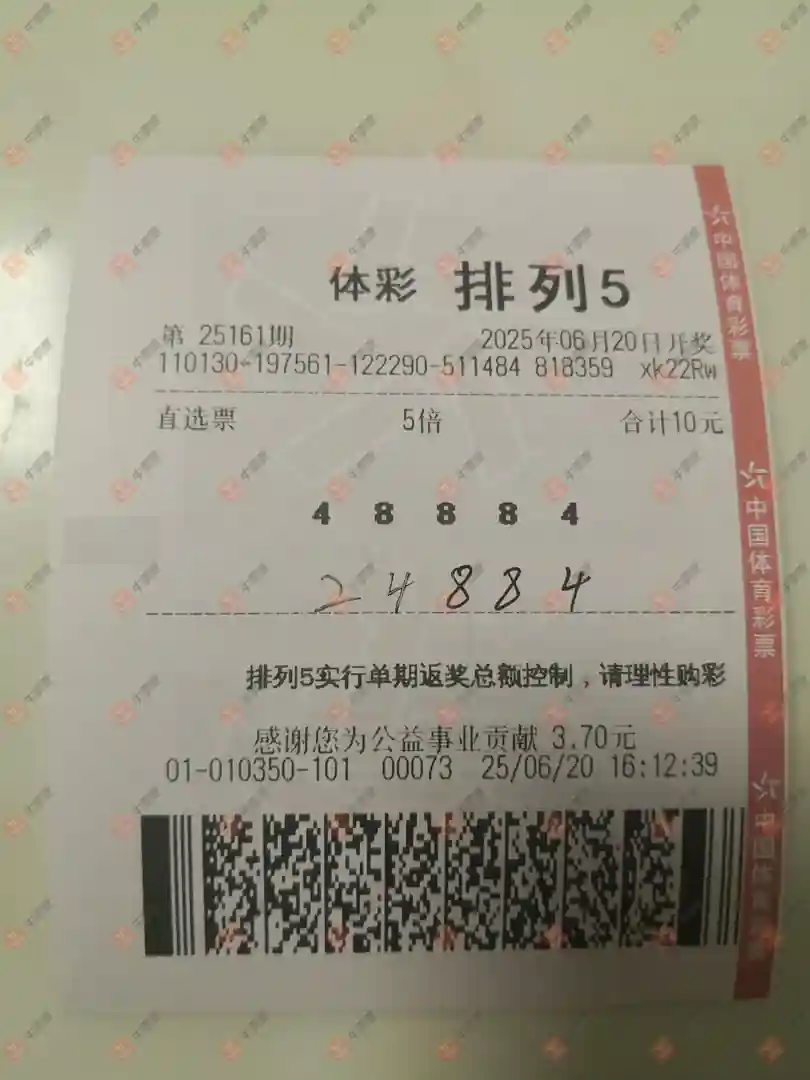 体彩 排列5
第 25161期 2025年06月20日开奖
110130-197561-122290-511484 818359 xk22Rw
直选票 5倍 合计10元
4 8 8 8 4
2 4 8 8 4
排列5实行单期返奖总额控制，请理性购彩
感谢您为公益事业贡献 3.70元
01-010350-101 00073 25/06/20 16:12:39
中国体育彩票
中国体育彩票
中国体育彩票